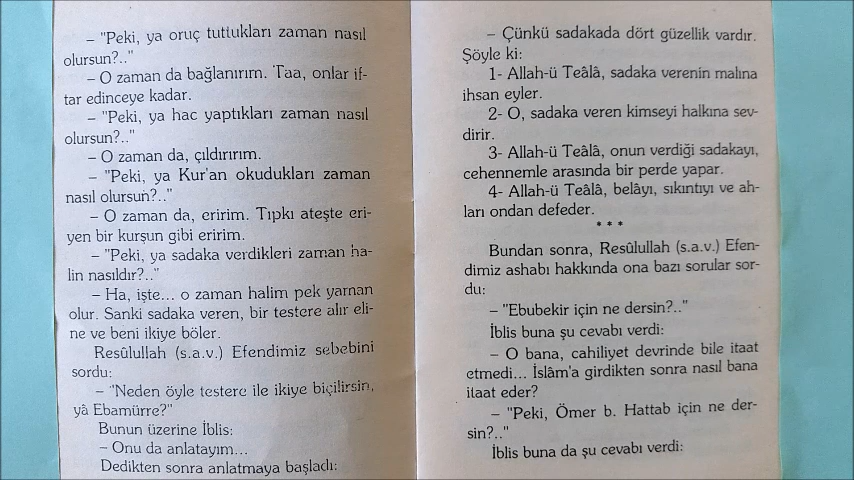 – "Peki, ya oruç tuttukları zaman nasıl
olursun?.."
– O zaman da bağlanırım. Taa, onlar if-
tar edinceye kadar.
– "Peki, ya hac yaptıkları zaman nasıl
olursun?.."
– O zaman da, çıldırırım.
– "Peki, ya Kur'an okudukları zaman
nasıl olursun?.."
– O zaman da, eririm. Tıpkı ateşte eri-
yen bir kurşun gibi eririm.
– "Peki, ya sadaka verdikleri zaman ha-
lin nasıldır?.."
– Ha, işte... o zaman halim pek yaman
olur. Sanki sadaka veren, bir testere alır eli-
ne ve beni ikiye böler.
Resûlullah (s.a.v.) Efendimiz sebebini
sordu:
– "Neden öyle testere ile ikiye biçilirsin,
yâ Ebamürre?"
Bunun üzerine İblis:
– Onu da anlatayım...
Dedikten sonra anlatmaya başladı:
– Çünkü sadakada dört güzellik vardır.
Şöyle ki:
1- Allah-ü Teâlâ, sadaka verenin malına
ihsan eyler.
2- O, sadaka veren kimseyi halkına sev-
dirir.
3- Allah-ü Teâlâ, onun verdiği sadakayı,
cehennemle arasında bir perde yapar.
4- Allah-ü Teâlâ, belâyı, sıkıntıyı ve ah-
ları ondan defeder.
* * *
Bundan sonra, Resûlullah (s.a.v.) Efen-
dimiz ashabı hakkında ona bazı sorular sor-
du:
– "Ebubekir için ne dersin?.."
İblis buna şu cevabı verdi:
– O bana, cahiliyet devrinde bile itaat
etmedi... İslâm'a girdikten sonra nasıl bana
itaat eder?
– "Peki, Ömer b. Hattab için ne der-
sin?.."
İblis buna da şu cevabı verdi: